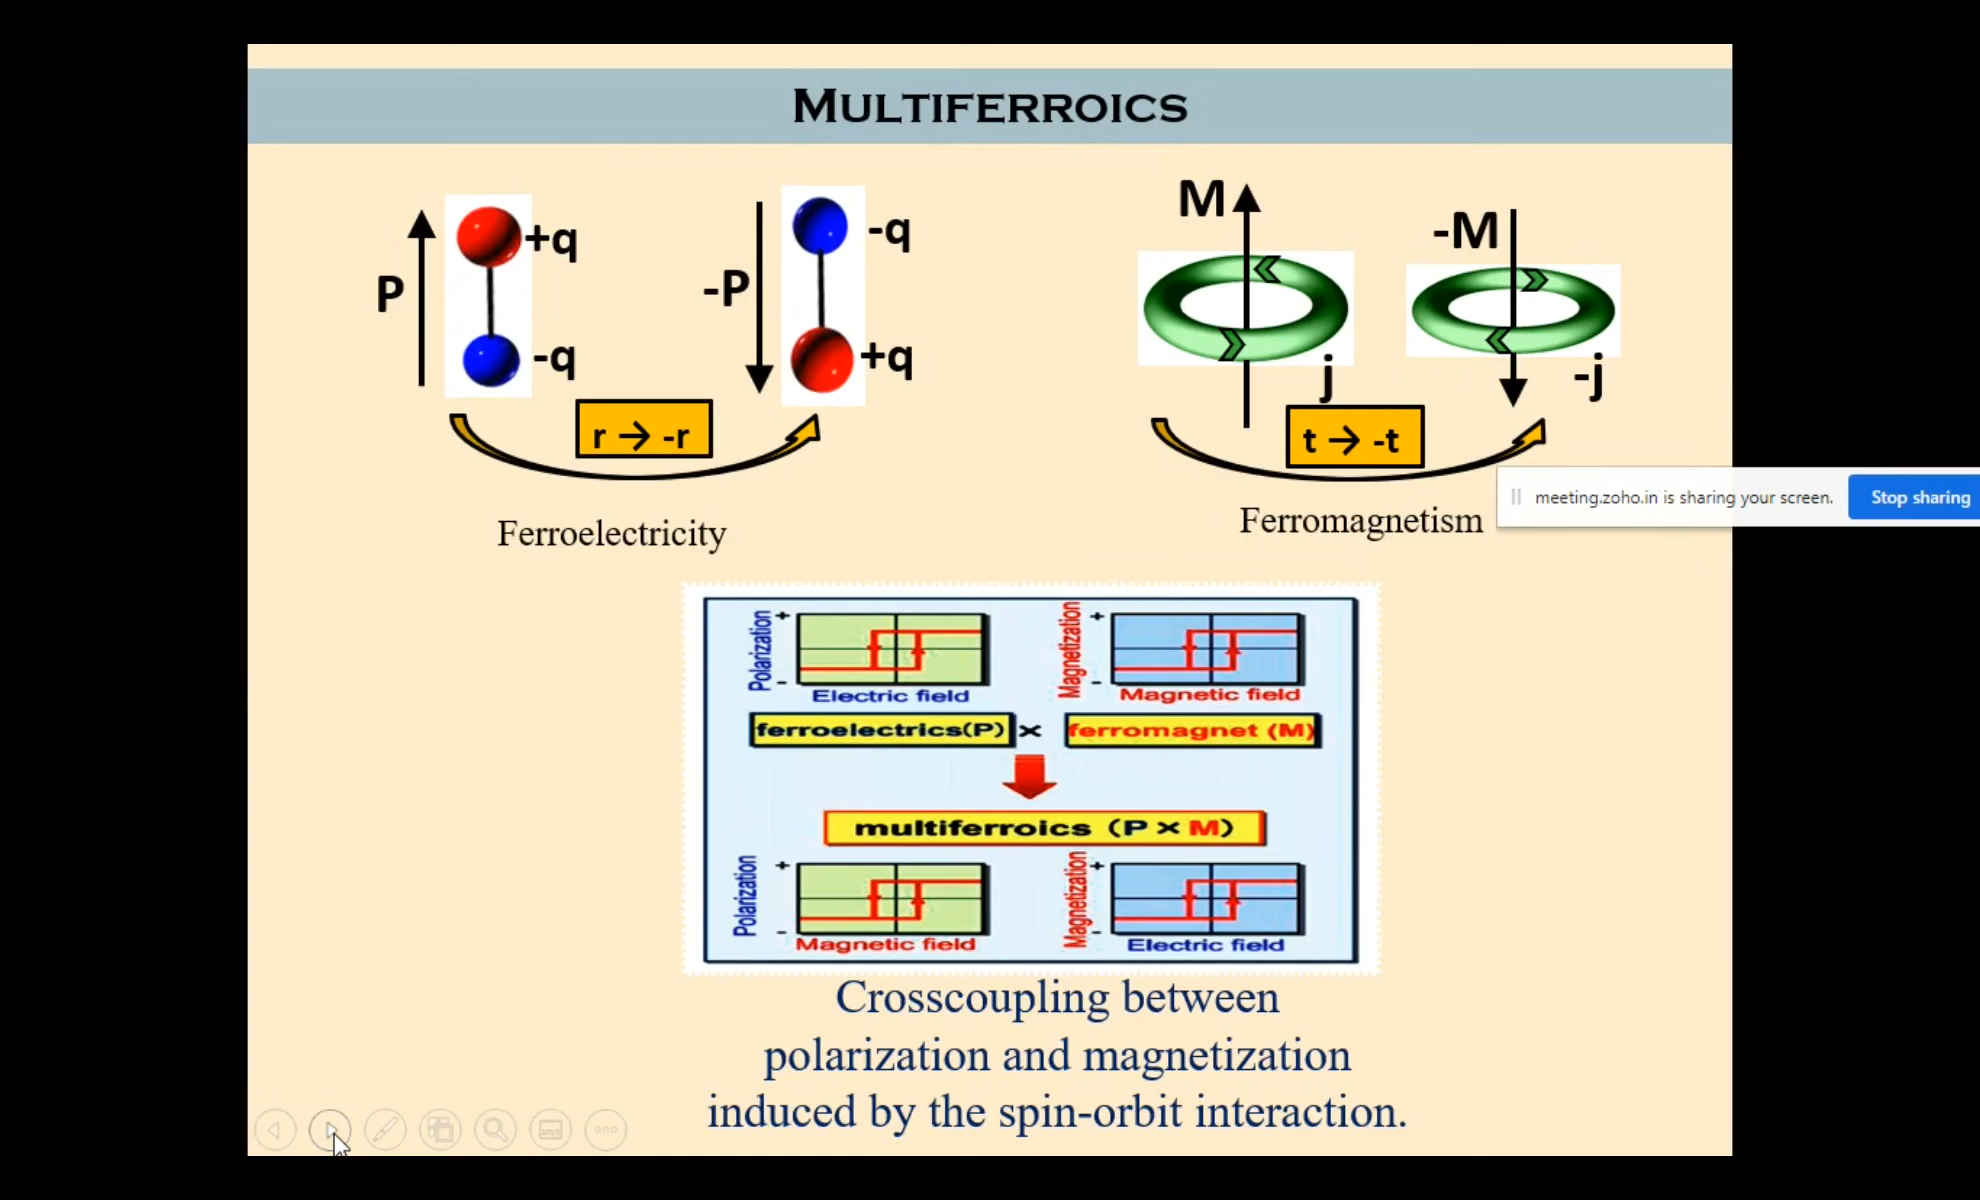 MULTIFERROICS
P
+q
-q
-P
-q
+q
r → -r
Ferroelectricity
M
j
-M
-j
t → -t
Ferromagnetism
meeting.zoho.in is sharing your screen.
Stop sharing
Polarization
+
-
Electric field
Magnetization
+
-
Magnetic field
ferroelectrics(P) × ferromagnet (M)
multiferroics (P × M)
Polarization
+
-
Magnetic field
Magnetization
+
-
Electric field
Crosscoupling between
polarization and magnetization
induced by the spin-orbit interaction.